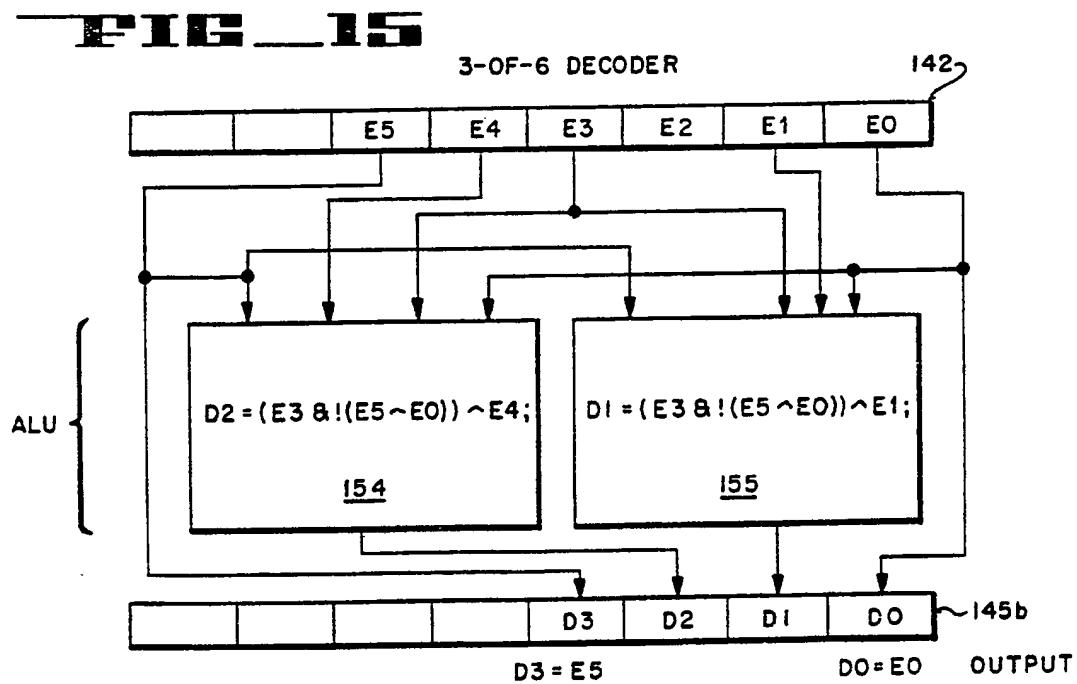 FIG_15
3-OF-6 DECODER
142
E5 E4 E3 E2 E1 E0
ALU
D2=(E3 &!(E5^E0))^E4;
154
D1=(E3 &!(E5^E0))^E1;
155
D3 D2 D1 D0
145b
D3=E5
D0=E0
OUTPUT